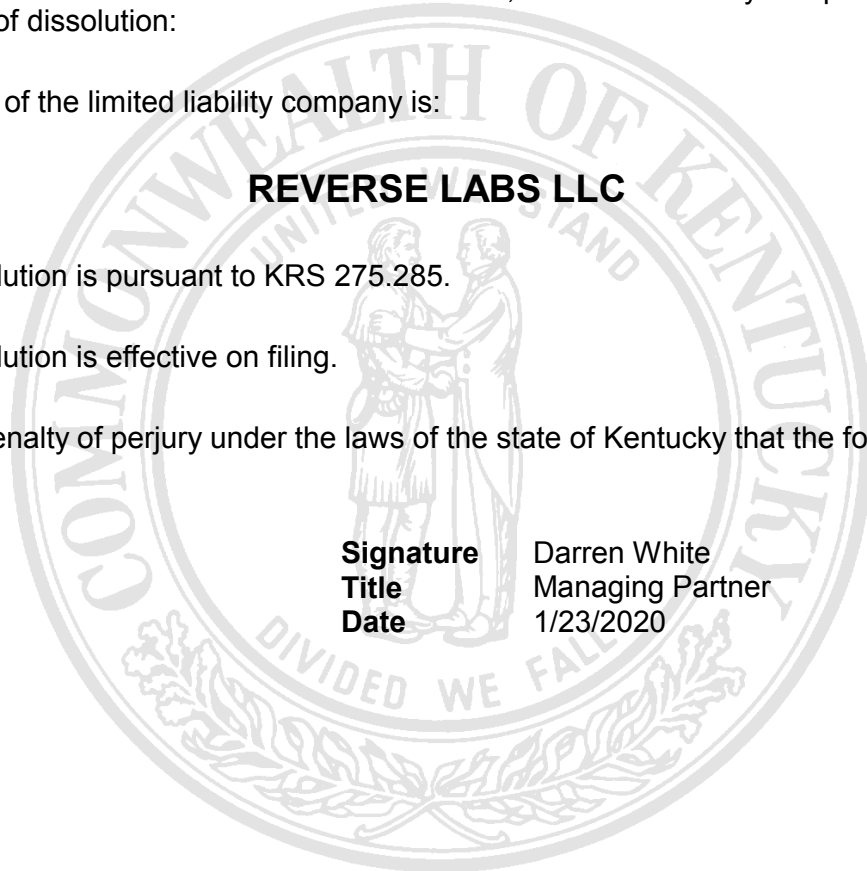 of dissolution:
of the limited liability company is:
REVERSE LABS LLC
lution is pursuant to KRS 275.285.
lution is effective on filing.
enalty of perjury under the laws of the state of Kentucky that the fo
Signature Darren White
Title Managing Partner
Date 1/23/2020
COMMONWEALTH OF KENTUCKY
UNITED WE STAND
DIVIDED WE FALL